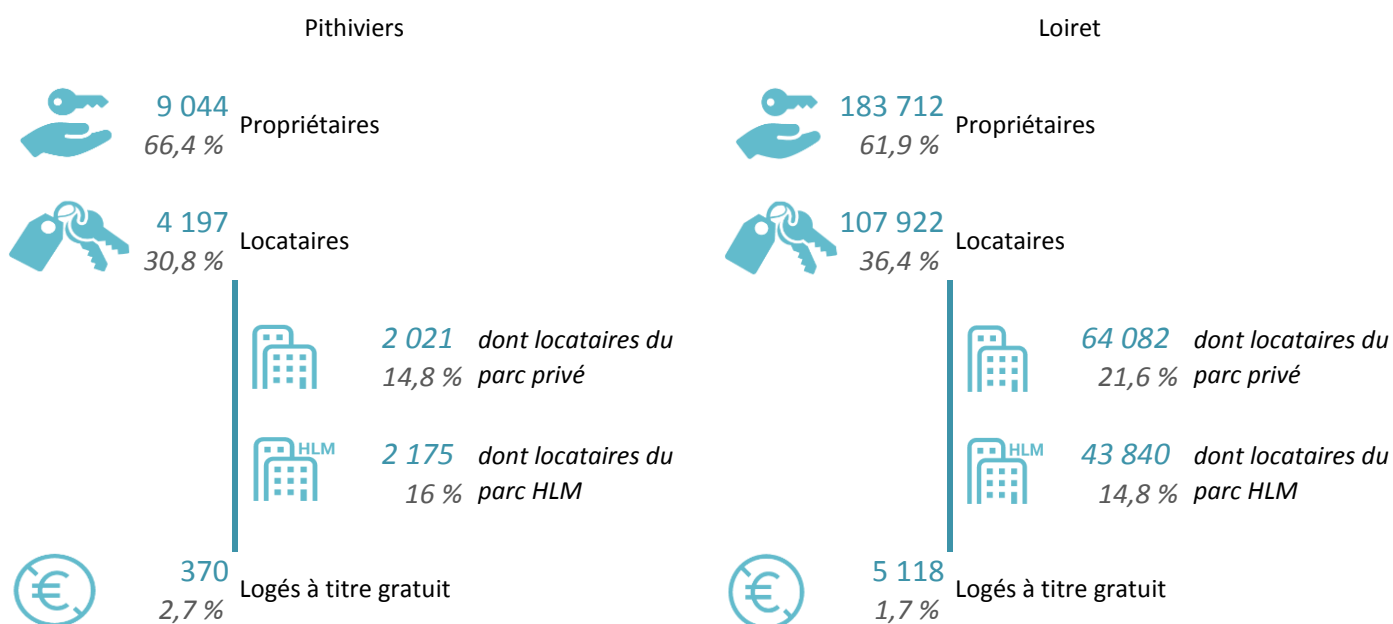 Pithiviers
9 044
66,4 %
Propriétaires
4 197
30,8 %
Locataires
2 021
14,8 %
dont locataires du
parc privé
HLM
2 175
16 %
dont locataires du
parc HLM
370
2,7 %
Logés à titre gratuit
Loiret
183 712
61,9 %
Propriétaires
107 922
36,4 %
Locataires
64 082
21,6 %
dont locataires du
parc privé
HLM
43 840
14,8 %
dont locataires du
parc HLM
5 118
1,7 %
Logés à titre gratuit